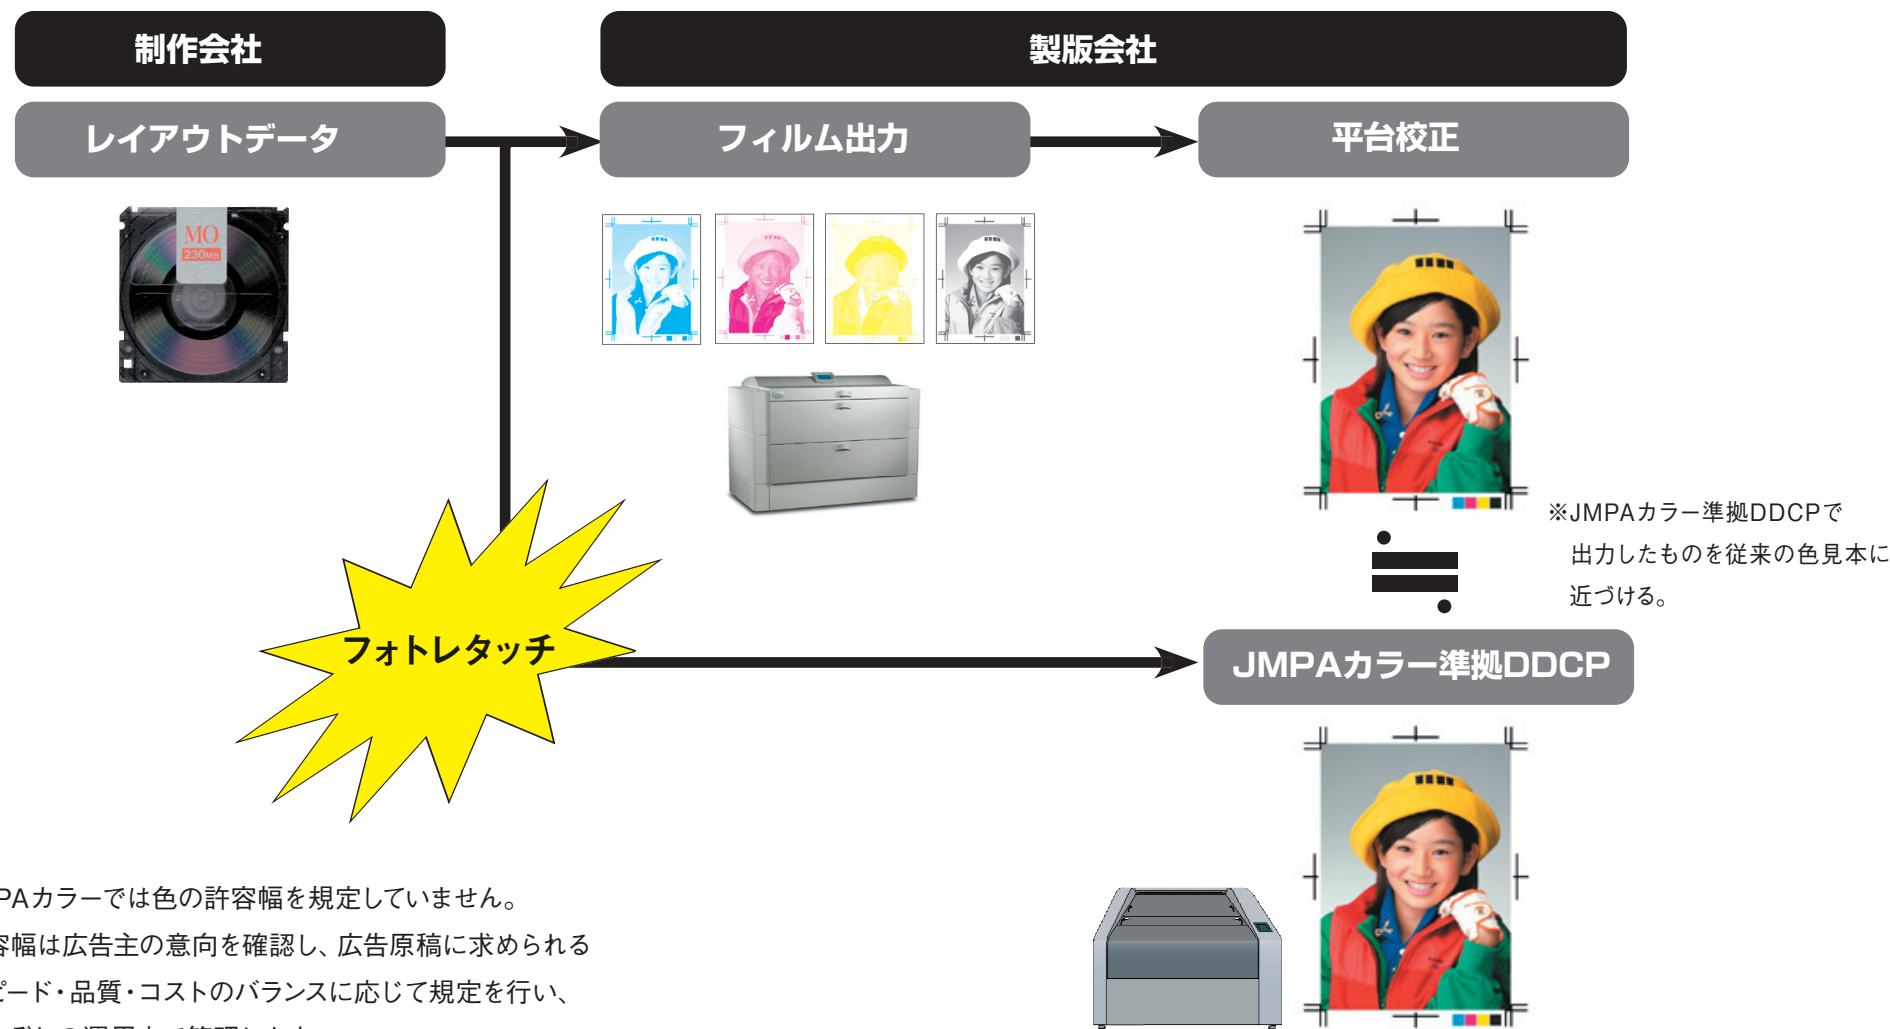 制作会社
製版会社
レイアウトデータ
フィルム出力
平台校正
MO
230MB
※JMPAカラー準拠DDCPで
出力したものを従来の色見本に
近づける。
フォトレタッチ
JMPAカラー準拠DDCP
PAカラーでは色の許容幅を規定していません。
容幅は広告主の意向を確認し、広告原稿に求められる
ピード・品質・コストのバランスに応じて規定を行い、